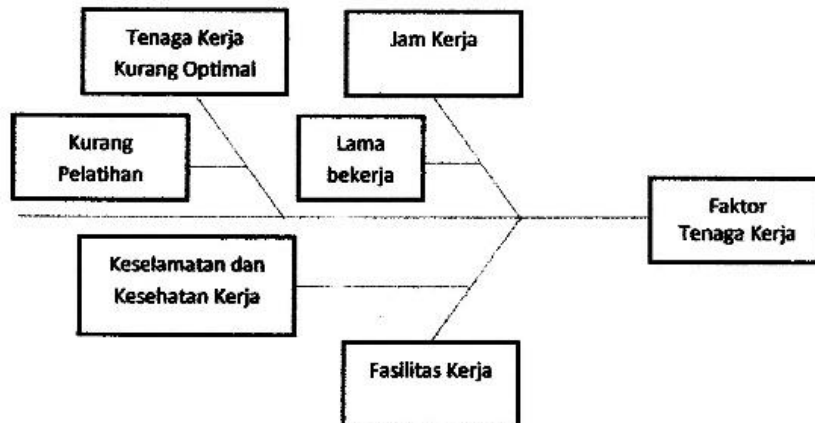 Tenaga Kerja
Kurang Optimal
Jam Kerja
Kurang
Pelatihan
Lama
bekerja
Faktor
Tenaga Kerja
Keselamatan dan
Kesehatan Kerja
Fasilitas Kerja